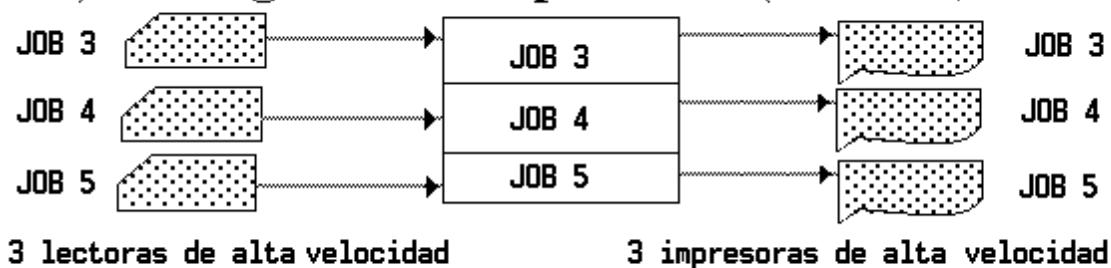 JOB 3 JOB 3 JOB 3
JOB 4 JOB 4 JOB 4
JOB 5 JOB 5 JOB 5
3 lectoras de alta velocidad 3 impresoras de alta velocidad